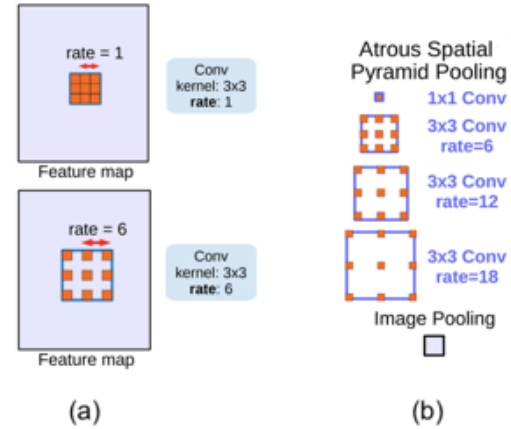 rate = 1
Conv
kernel: 3x3
rate: 1
Feature map
rate = 6
Conv
kernel: 3x3
rate: 6
Feature map
(a)
Atrous Spatial
Pyramid Pooling
1x1 Conv
3x3 Conv
rate=6
3x3 Conv
rate=12
3x3 Conv
rate=18
Image Pooling
(b)